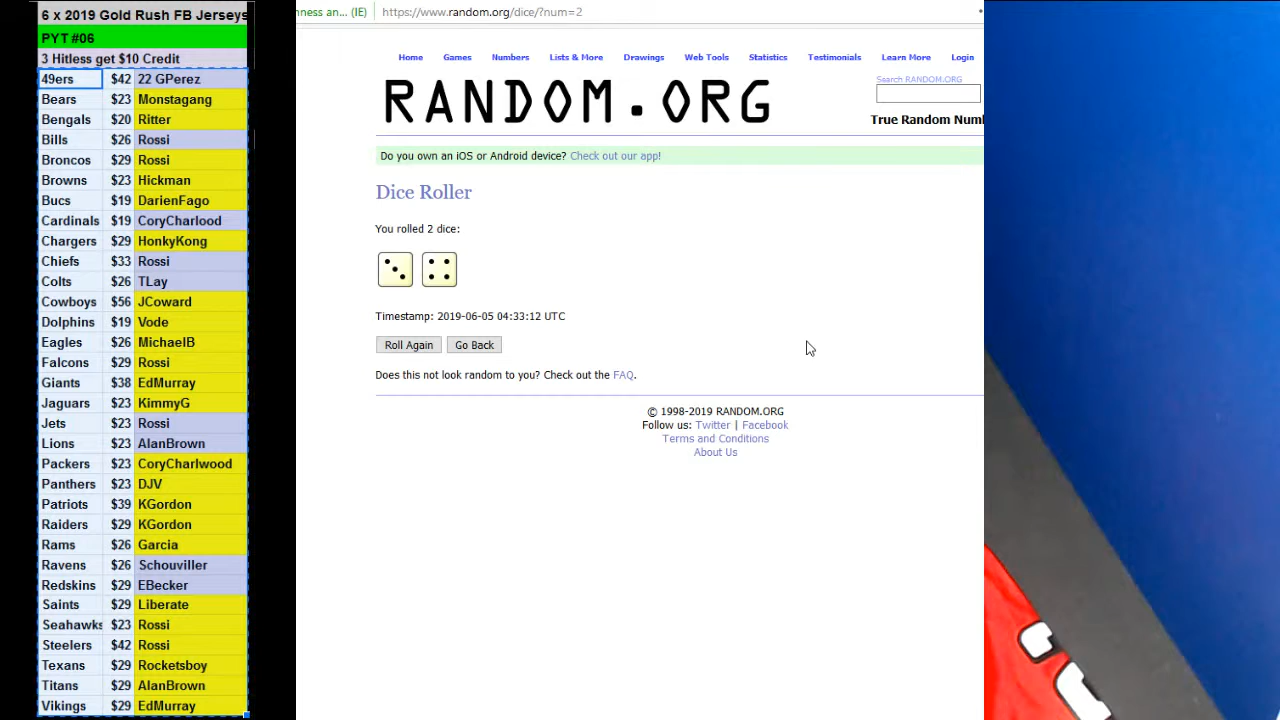 6 x 2019 Gold Rush FB Jerseys
PYT #06
3 Hitless get $10 Credit
49ers $42 22 GPerez
Bears $23 Monstagang
Bengals $20 Ritter
Bills $26 Rossi
Broncos $29 Rossi
Browns $23 Hickman
Bucs $19 DarienFago
Cardinals $19 CoryCharlood
Chargers $29 HonkyKong
Chiefs $33 Rossi
Colts $26 TLay
Cowboys $56 JCoward
Dolphins $19 Vode
Eagles $26 MichaelB
Falcons $29 Rossi
Giants $38 EdMurray
Jaguars $23 KimmyG
Jets $23 Rossi
Lions $23 AlanBrown
Packers $23 CoryCharlwood
Panthers $23 DJV
Patriots $39 KGordon
Raiders $29 KGordon
Rams $26 Garcia
Ravens $26 Schouviller
Redskins $29 EBecker
Saints $29 Liberate
Seahawks $29 Rossi
Steelers $42 Rossi
Texans $29 Rocketsboy
Titans $29 AlanBrown
Vikings $29 EdMurray
nness an... (IE) https://www.random.org/dice/?num=2
Home Games Numbers Lists & More Drawings Web Tools Statistics Testimonials Learn More Login
RANDOM.ORG
Search RANDOM.ORG
True Random Num
Do you own an iOS or Android device? Check out our app!
Dice Roller
You rolled 2 dice:
Timestamp: 2019-06-05 04:33:12 UTC
Roll Again Go Back
Does this not look random to you? Check out the FAQ.
© 1998-2019 RANDOM.ORG
Follow us: Twitter | Facebook
Terms and Conditions
About Us